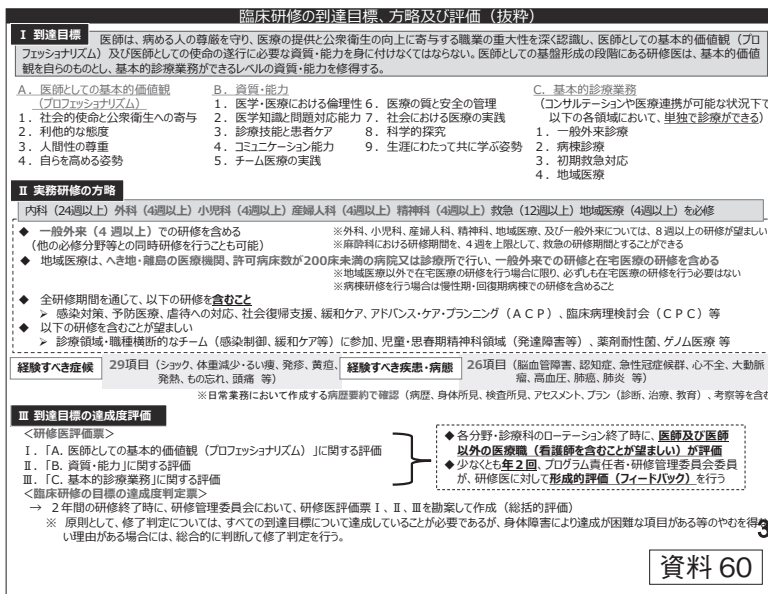 臨床研修の到達目標、方略及び評価（抜粋）
Ⅰ 到達目標
医師は、病める人の尊厳を守り、医療の提供と公衆衛生の向上に寄与する職業の重大性を深く認識し、医師としての基本的価値観（プロ
フェッショナリズム）及び医師としての使命の遂行に必要な資質・能力を身に付けなくてはならない。医師としての基盤形成の段階にある研修医は、基本的価値
観を自らのものとし、基本的診療業務ができるレベルの資質・能力を修得する。
A．医師としての基本的価値観
（プロフェッショナリズム）
1．社会的使命と公衆衛生への寄与
2．利他的な態度
3．人間性の尊重
4．自らを高める姿勢
B．資質・能力
1．医学・医療における倫理性
2．医学知識と問題対応能力
3．診療技能と患者ケア
4．コミュニケーション能力
5．チーム医療の実践
6．医療の質と安全の管理
7．社会における医療の実践
8．科学的探究
9．生涯にわたって共に学ぶ姿勢
C．基本的診療業務
（コンサルテーションや医療連携が可能な状況下で、
以下の各領域において、単独で診療ができる）
1．一般外来診療
2．病棟診療
3．初期救急対応
4．地域医療
Ⅱ 実務研修の方略
内科（24週以上）外科（4週以上）小児科（4週以上）産婦人科（4週以上）精神科（4週以上）救急（12週以上）地域医療（4週以上）を必修
◆ 一般外来（4 週以上）での研修を含める
（他の必修分野等との同時研修を行うことも可能）
※外科、小児科、産婦人科、精神科、地域医療、及び一般外来については、8週以上の研修が望ましい
※麻酔科における研修期間を、4週を上限として、救急の研修期間とすることができる
◆ 地域医療は、へき地・離島の医療機関、許可病床数が200床未満の病院又は診療所で行い、一般外来での研修と在宅医療の研修を含める
※地域医療以外で在宅医療の研修を行う場合に限り、必ずしも在宅医療の研修を行う必要はない
※病棟研修を行う場合は慢性期・回復期病棟での研修を含めること
◆ 全研修期間を通じて、以下の研修を含むこと
➢ 感染対策、予防医療、虐待への対応、社会復帰支援、緩和ケア、アドバンス・ケア・プランニング（ＡＣＰ）、臨床病理検討会（ＣＰＣ）等
◆ 以下の研修を含むことが望ましい
➢ 診療領域・職種横断的なチーム（感染制御、緩和ケア等）に参加、児童・思春期精神科領域（発達障害等）、薬剤耐性菌、ゲノム医療 等
経験すべき症候
29項目（ショック、体重減少・るい痩、発疹、黄疸、
発熱、もの忘れ、頭痛 等）
経験すべき疾患・病態
26項目（脳血管障害、認知症、急性冠症候群、心不全、大動脈
瘤、高血圧、肺癌、肺炎 等）
※日常業務において作成する病歴要約で確認（病歴、身体所見、検査所見、アセスメント、プラン（診断、治療、教育）、考察等を含む
Ⅲ 到達目標の達成度評価
＜研修医評価票＞
Ⅰ．「A. 医師としての基本的価値観（プロフェッショナリズム）」に関する評価
Ⅱ．「B. 資質・能力」に関する評価
Ⅲ．「C. 基本的診療業務」に関する評価
◆ 各分野・診療科のローテーション終了時に、医師及び医師
以外の医療職（看護師を含むことが望ましい）が評価
◆ 少なくとも年２回、プログラム責任者・研修管理委員会委員
が、研修医に対して形成的評価（フィードバック）を行う
＜臨床研修の目標の達成度判定票＞
→ ２年間の研修終了時に、研修管理委員会において、研修医評価票Ⅰ、Ⅱ、Ⅲを勘案して作成（総括的評価）
※ 原則として、修了判定については、すべての到達目標について達成していることが必要であるが、身体障害により達成が困難な項目がある等のやむを得
い理由がある場合には、総合的に判断して修了判定を行う。
3
資料 60